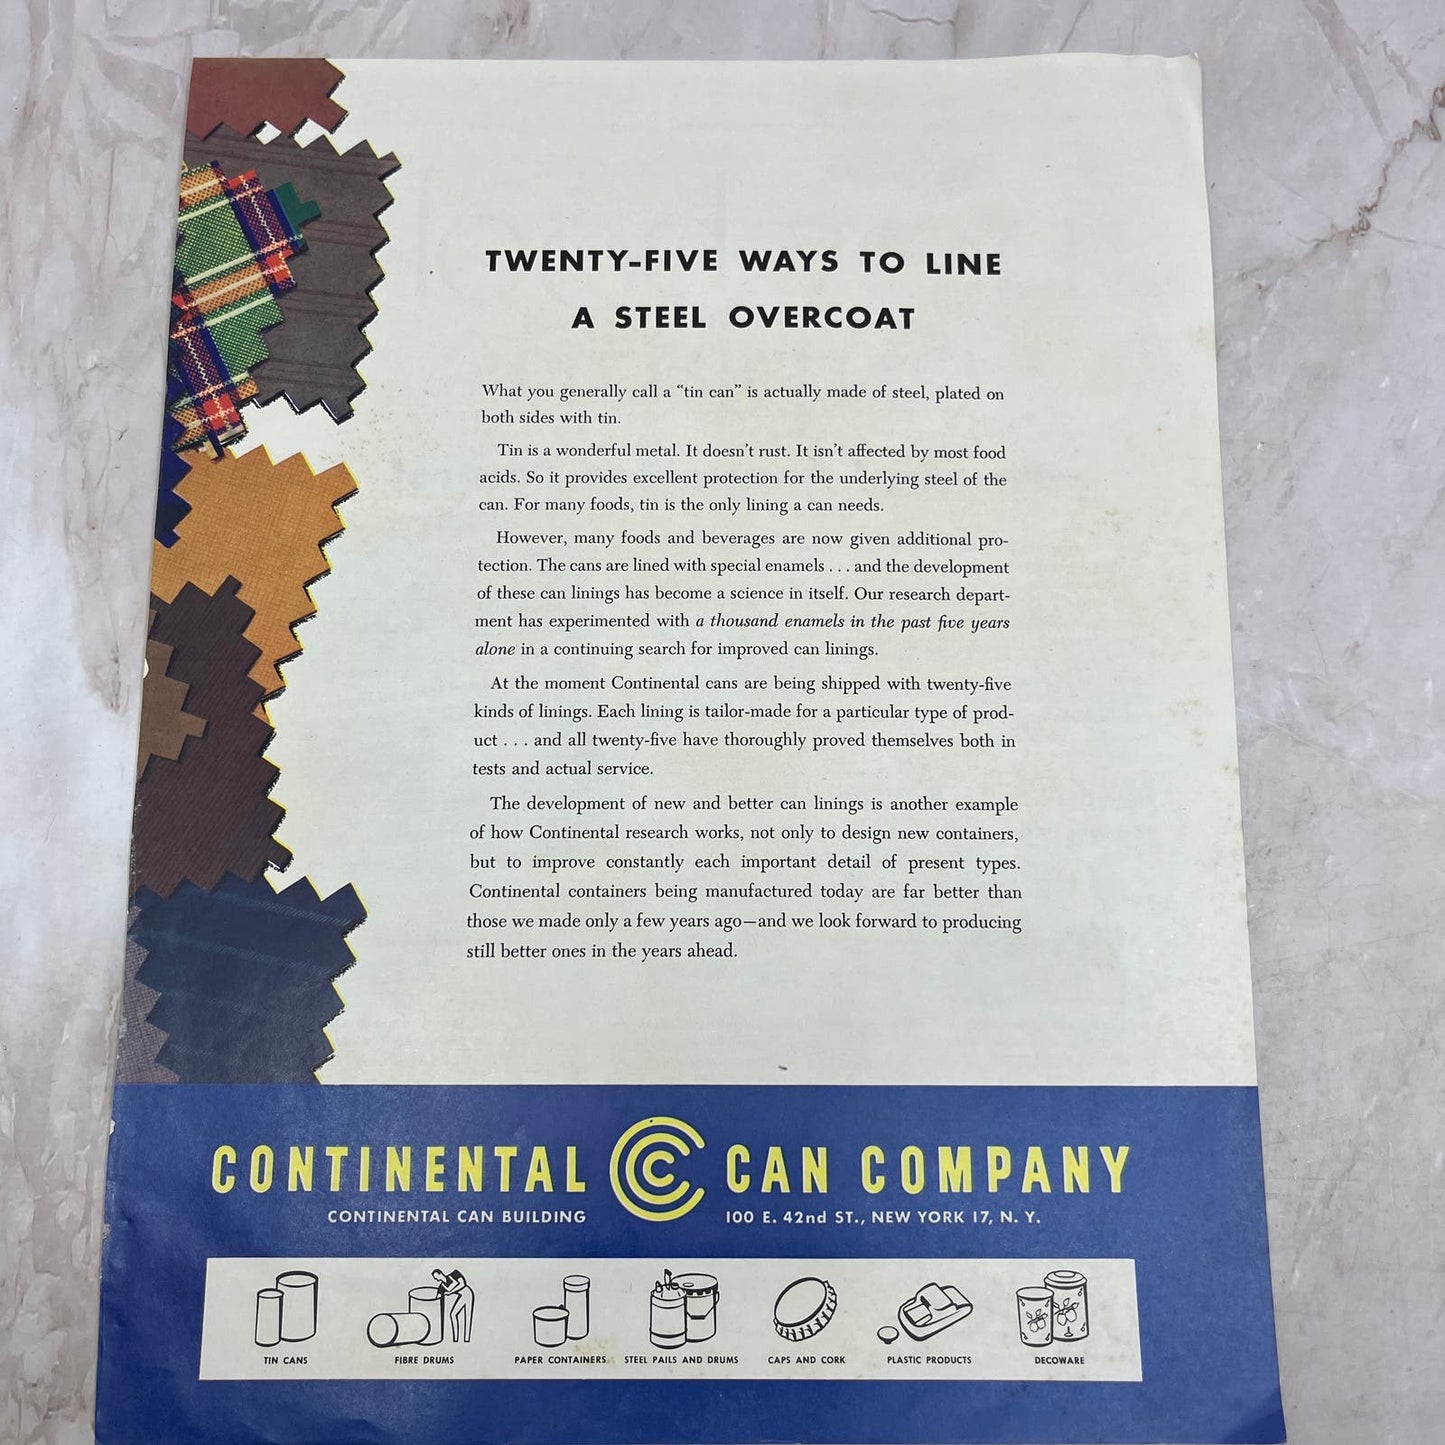 TWENTY-FIVE WAYS TO LINE
A STEEL OVERCOAT
What you generally call a “tin can” is actually made of steel, plated on
both sides with tin.
Tin is a wonderful metal. It doesn’t rust. It isn’t affected by most food
acids. So it provides excellent protection for the underlying steel of the
can. For many foods, tin is the only lining a can needs.
However, many foods and beverages are now given additional pro-
tection. The cans are lined with special enamels . . . and the development
of these can linings has become a science in itself. Our research depart-
ment has experimented with a thousand enamels in the past five years
alone in a continuing search for improved can linings.
At the moment Continental cans are being shipped with twenty-five
kinds of linings. Each lining is tailor-made for a particular type of prod-
uct . . . and all twenty-five have thoroughly proved themselves both in
tests and actual service.
The development of new and better can linings is another example
of how Continental research works, not only to design new containers,
but to improve constantly each important detail of present types.
Continental containers being manufactured today are far better than
those we made only a few years ago—and we look forward to producing
still better ones in the years ahead.
CONTINENTAL CCC CAN COMPANY
CONTINENTAL CAN BUILDING 100 E. 42nd ST., NEW YORK 17, N. Y.
TIN CANS FIBRE DRUMS PAPER CONTAINERS STEEL PAILS AND DRUMS CAPS AND CORK PLASTIC PRODUCTS DECOWARE